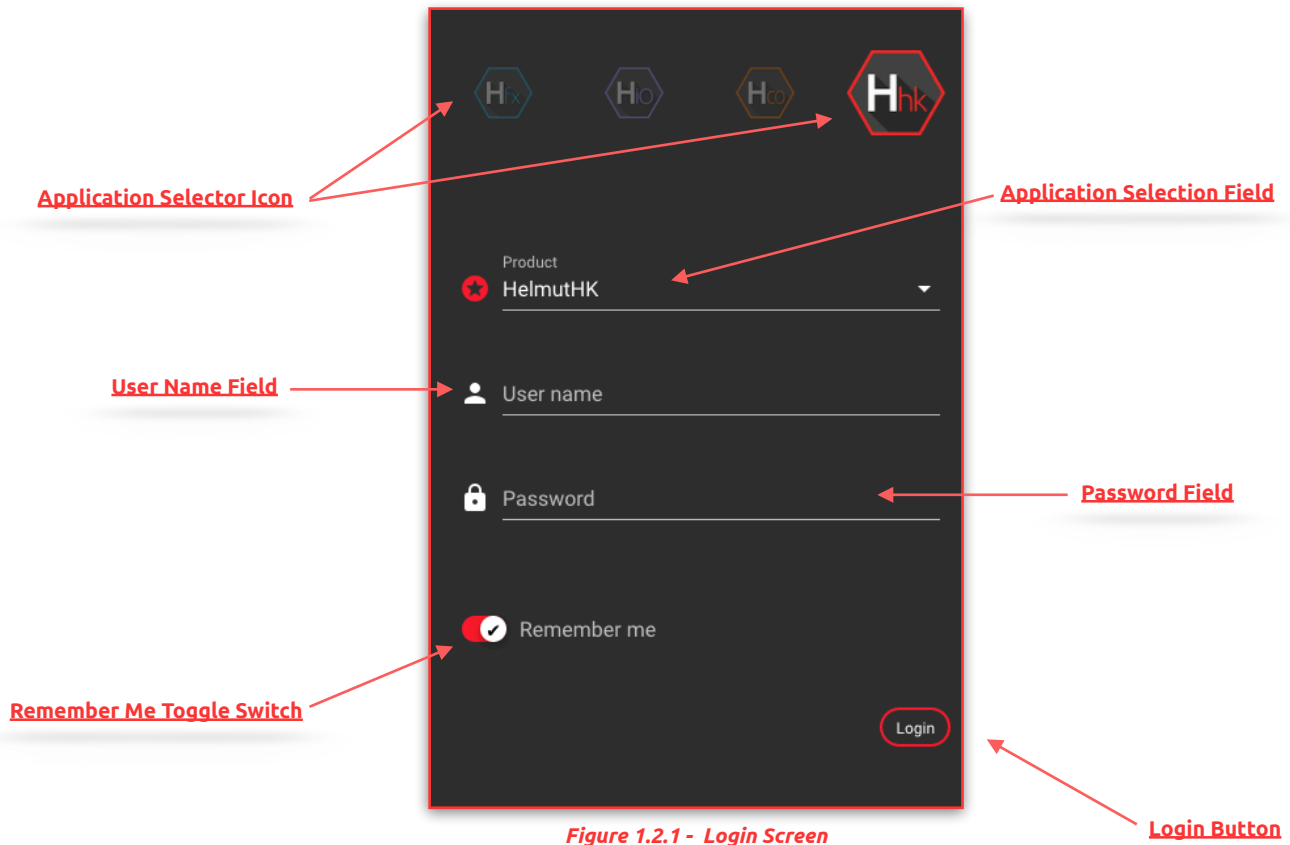 Hfx
HiO
Hco
Hhk
Application Selector Icon
Application Selection Field
Product
HelmutHK
User Name Field
User name
Password
Password Field
Remember me
Remember Me Toggle Switch
Login
Login Button
Figure 1.2.1 - Login Screen